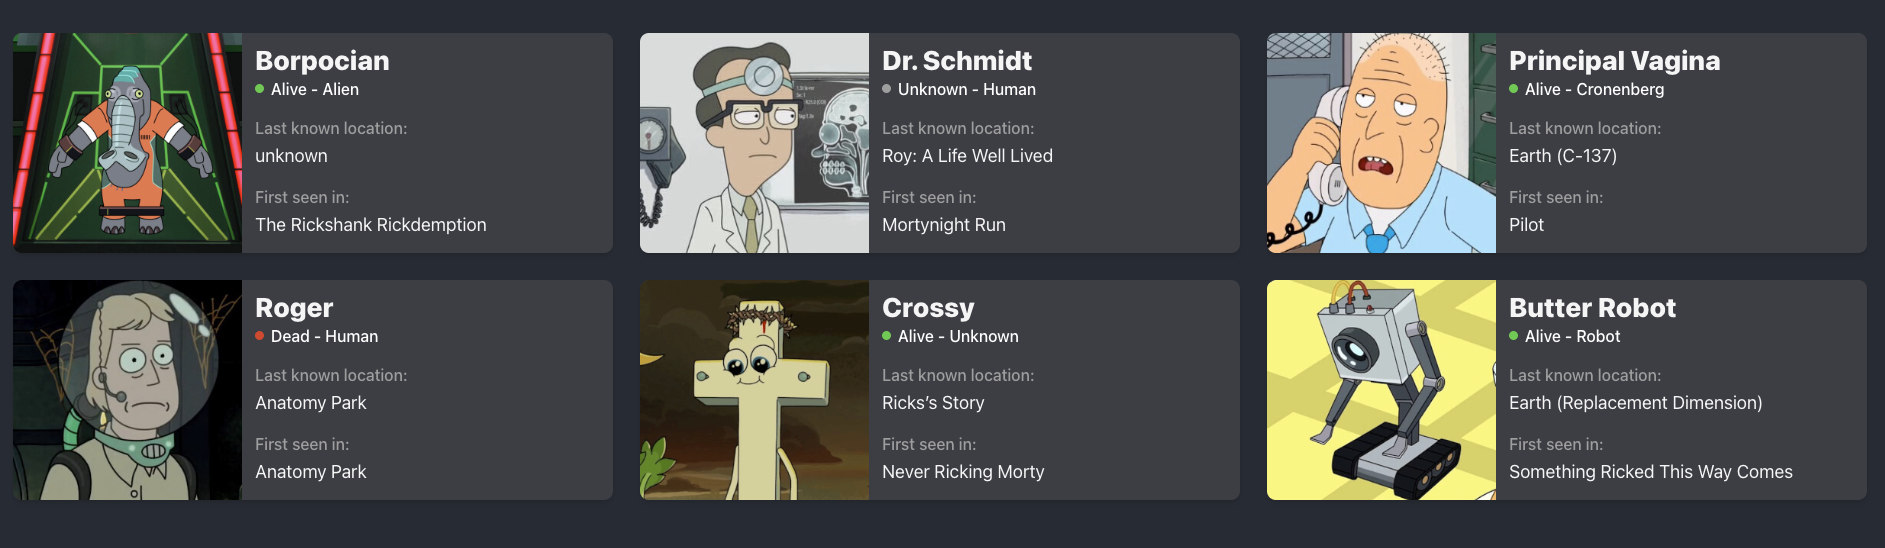 Borpocian
Alive - Alien
Last known location:
unknown
First seen in:
The Rickshank Rickdemption
Dr. Schmidt
Unknown - Human
Last known location:
Roy: A Life Well Lived
First seen in:
Mortynight Run
Principal Vagina
Alive - Cronenberg
Last known location:
Earth (C-137)
First seen in:
Pilot
Roger
Dead - Human
Last known location:
Anatomy Park
First seen in:
Anatomy Park
Crossy
Alive - Unknown
Last known location:
Ricks’s Story
First seen in:
Never Ricking Morty
Butter Robot
Alive - Robot
Last known location:
Earth (Replacement Dimension)
First seen in:
Something Ricked This Way Comes